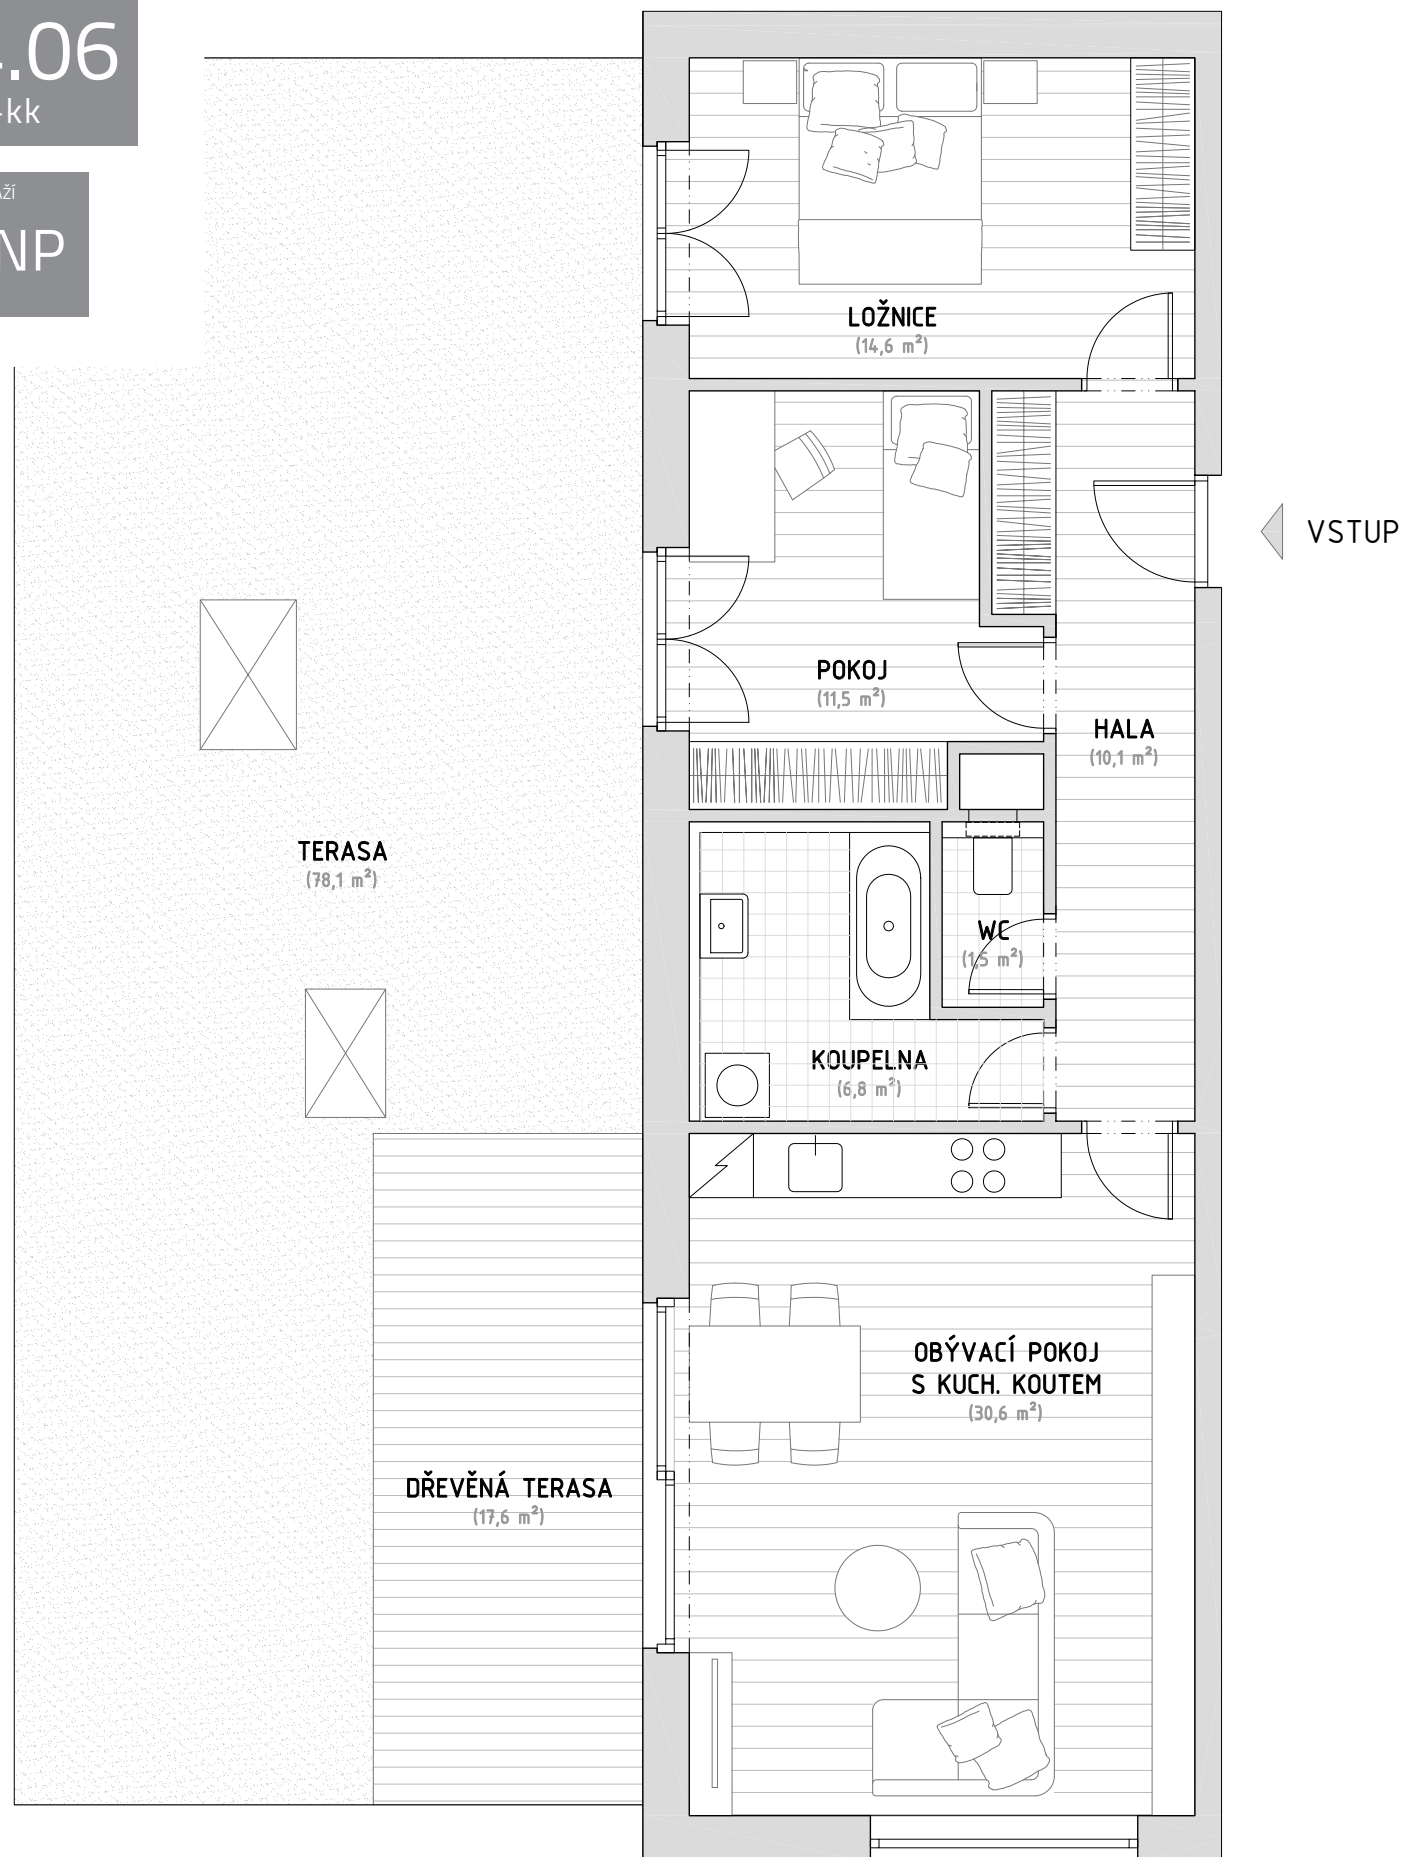 .06
-kk
NP
LOŽNICE
(14,6 m²)
VSTUP
POKOJ
(11,5 m²)
HALA
(10,1 m²)
TERASA
(78,1 m²)
WC
(1,5 m²)
KOUPELNA
(6,8 m²)
OBÝVACÍ POKOJ
S KUCH. KOUTEM
(30,6 m²)
DŘEVĚNÁ TERASA
(17,6 m²)